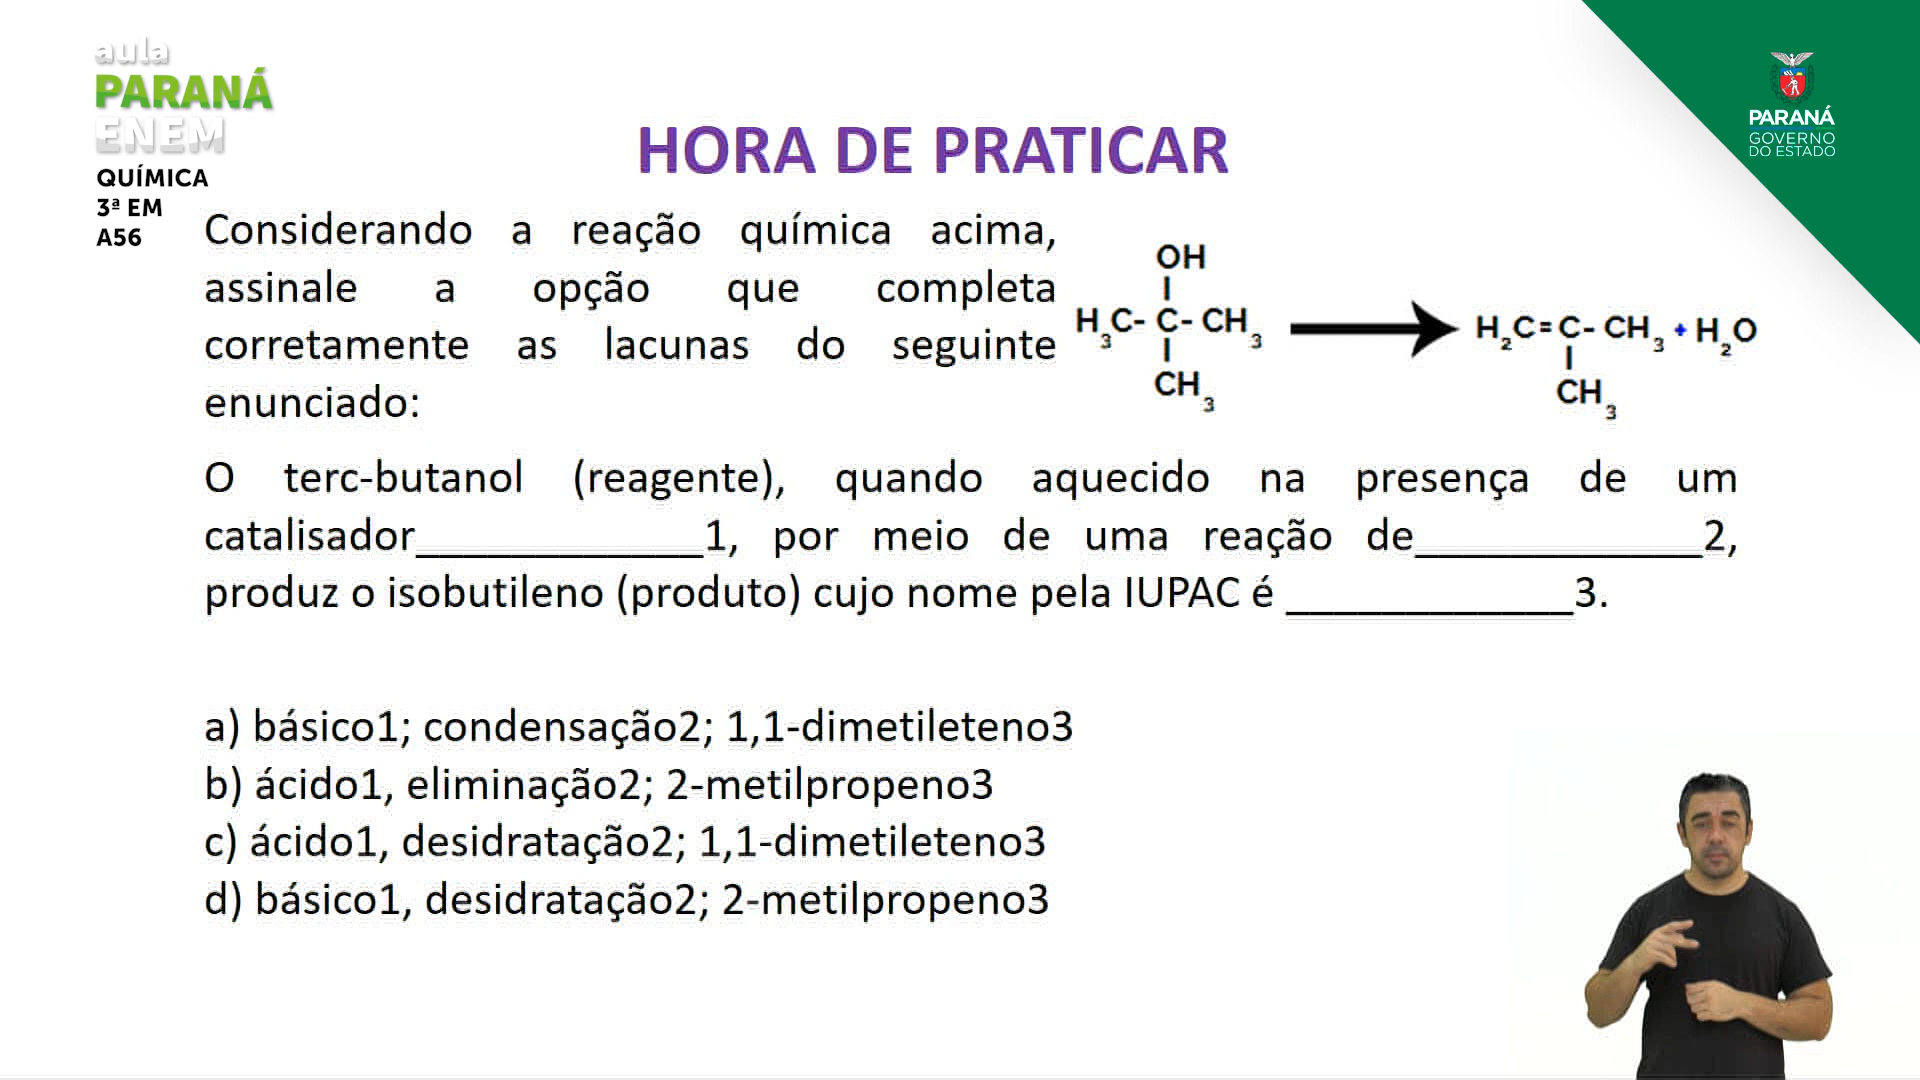 aula
PARANÁ
ENEM
QUÍMICA
3ª EM
A56
PARANÁ
GOVERNO
DO ESTADO
HORA DE PRATICAR
Considerando a reação química acima,
assinale a opção que completa
corretamente as lacunas do seguinte
enunciado:
OH
H₃C- C- CH₃
CH₃
H₂C=C- CH₃ + H₂O
CH₃
O terc-butanol (reagente), quando aquecido na presença de um
catalisador____________1, por meio de uma reação de____________2,
produz o isobutileno (produto) cujo nome pela IUPAC é ____________3.
a) básico1; condensação2; 1,1-dimetileteno3
b) ácido1, eliminação2; 2-metilpropeno3
c) ácido1, desidratação2; 1,1-dimetileteno3
d) básico1, desidratação2; 2-metilpropeno3